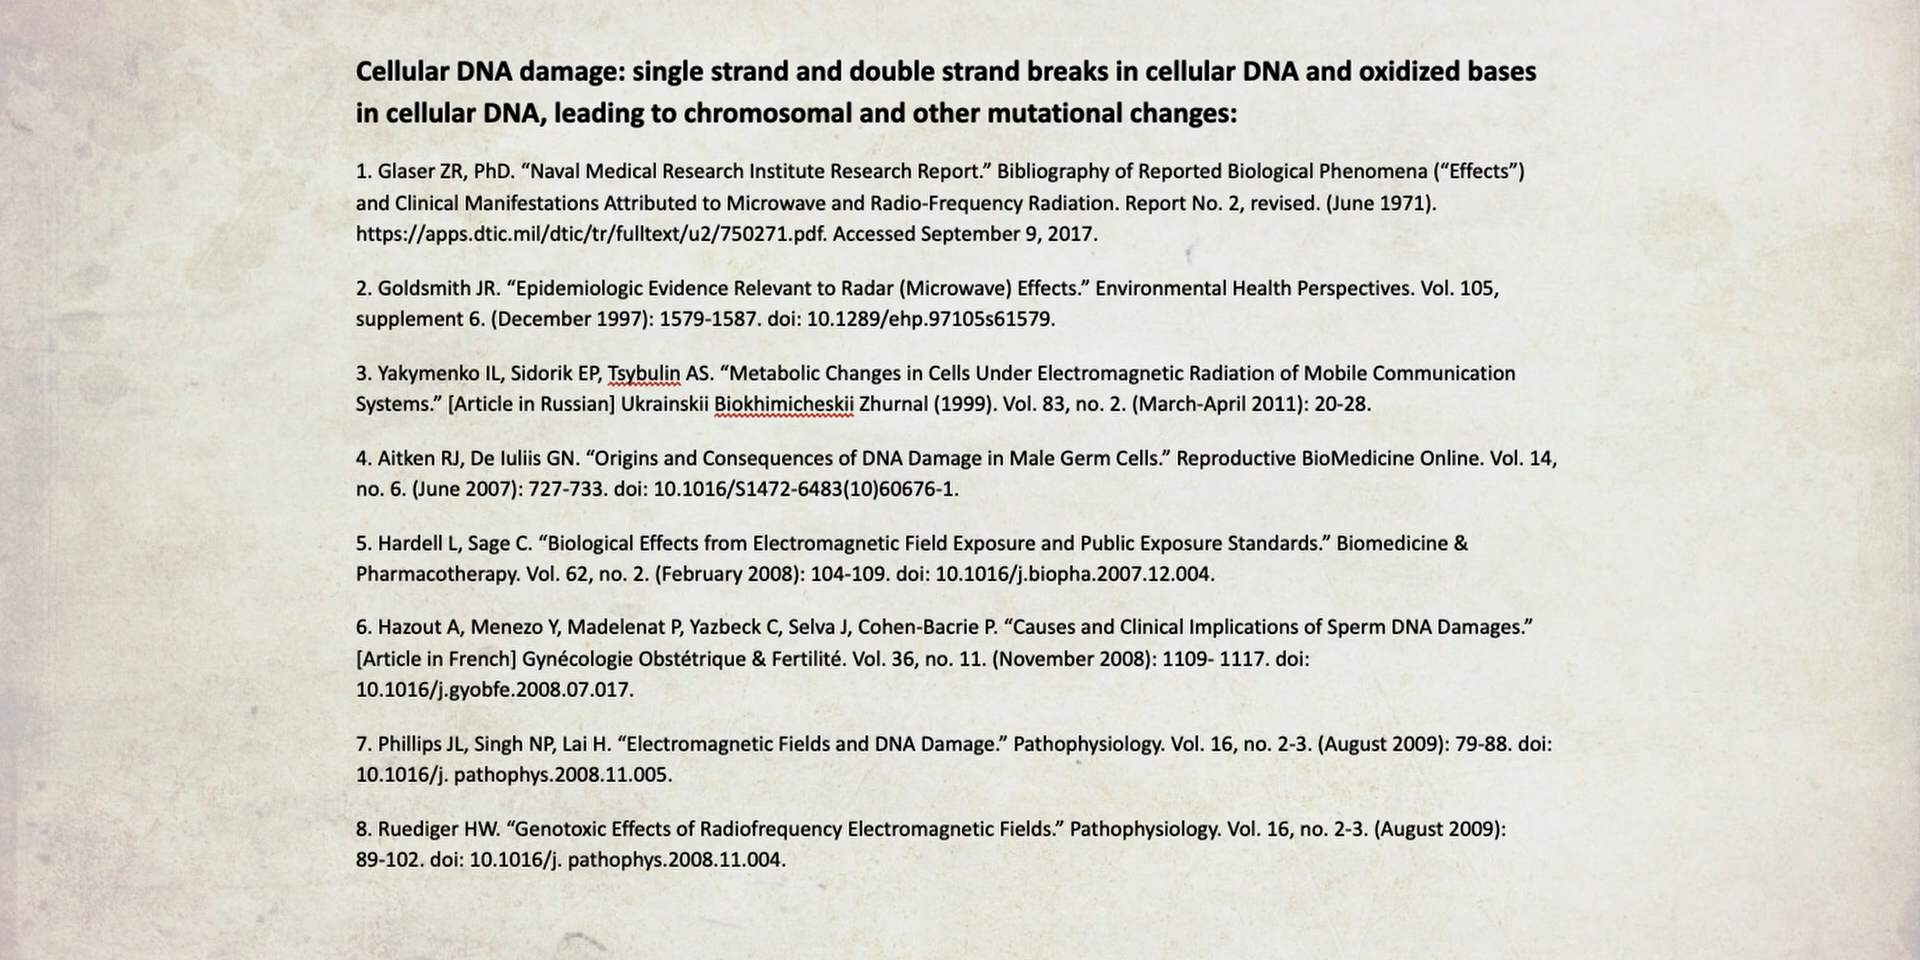 Cellular DNA damage: single strand and double strand breaks in cellular DNA and oxidized bases
in cellular DNA, leading to chromosomal and other mutational changes:
1. Glaser ZR, PhD. “Naval Medical Research Institute Research Report.” Bibliography of Reported Biological Phenomena (“Effects”)
and Clinical Manifestations Attributed to Microwave and Radio-Frequency Radiation. Report No. 2, revised. (June 1971).
https://apps.dtic.mil/dtic/tr/fulltext/u2/750271.pdf. Accessed September 9, 2017.
2. Goldsmith JR. “Epidemiologic Evidence Relevant to Radar (Microwave) Effects.” Environmental Health Perspectives. Vol. 105,
supplement 6. (December 1997): 1579-1587. doi: 10.1289/ehp.97105s61579.
3. Yakymenko IL, Sidorik EP, Tsybulin AS. “Metabolic Changes in Cells Under Electromagnetic Radiation of Mobile Communication
Systems.” [Article in Russian] Ukrainskii Biokhimicheskii Zhurnal (1999). Vol. 83, no. 2. (March-April 2011): 20-28.
4. Aitken RJ, De Iuliis GN. “Origins and Consequences of DNA Damage in Male Germ Cells.” Reproductive BioMedicine Online. Vol. 14,
no. 6. (June 2007): 727-733. doi: 10.1016/S1472-6483(10)60676-1.
5. Hardell L, Sage C. “Biological Effects from Electromagnetic Field Exposure and Public Exposure Standards.” Biomedicine &
Pharmacotherapy. Vol. 62, no. 2. (February 2008): 104-109. doi: 10.1016/j.biopha.2007.12.004.
6. Hazout A, Menezo Y, Madelenat P, Yazbeck C, Selva J, Cohen-Bacrie P. “Causes and Clinical Implications of Sperm DNA Damages.”
[Article in French] Gynécologie Obstétrique & Fertilité. Vol. 36, no. 11. (November 2008): 1109- 1117. doi:
10.1016/j.gyobfe.2008.07.017.
7. Phillips JL, Singh NP, Lai H. “Electromagnetic Fields and DNA Damage.” Pathophysiology. Vol. 16, no. 2-3. (August 2009): 79-88. doi:
10.1016/j. pathophys.2008.11.005.
8. Ruediger HW. “Genotoxic Effects of Radiofrequency Electromagnetic Fields.” Pathophysiology. Vol. 16, no. 2-3. (August 2009):
89-102. doi: 10.1016/j. pathophys.2008.11.004.